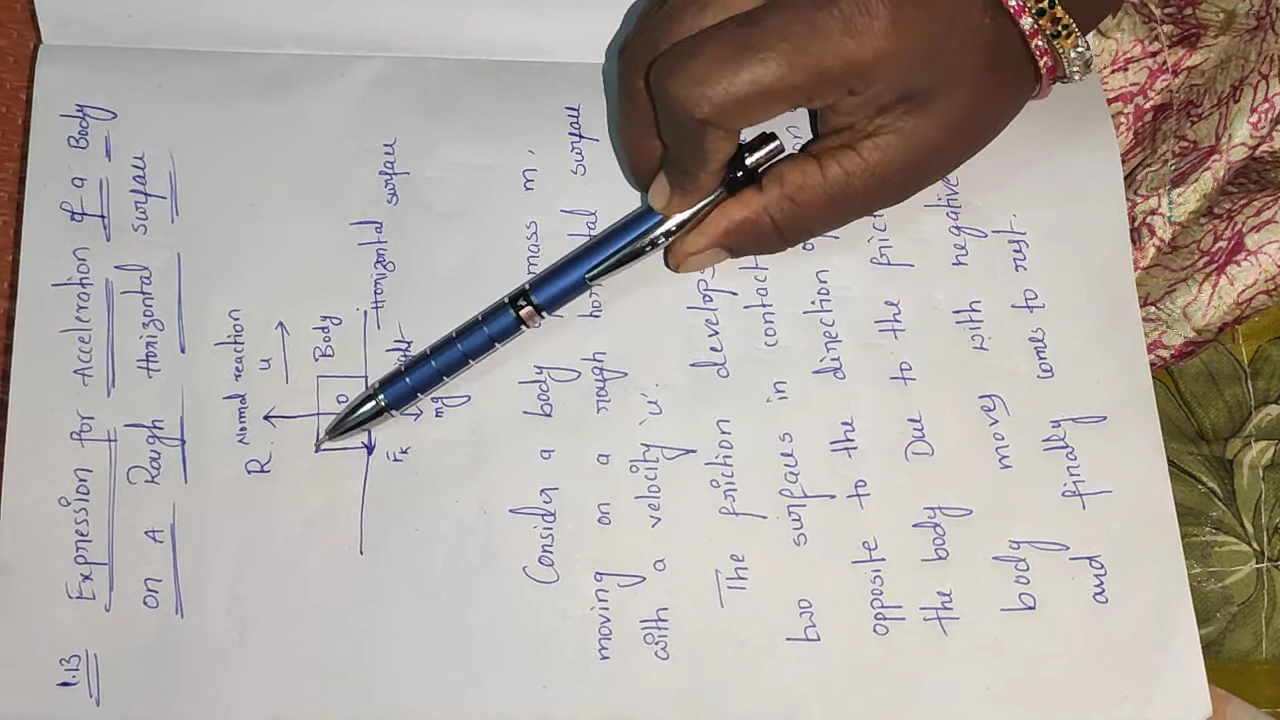 1.13 Expression for Acceleration of a Body
on A Rough Horizontal surface
R. Normal reaction
u
Body
O
Horizontal surface
Fk
mg
Consider a body mass m,
moving on a rough surface
with a velocity 'u'.
The friction develops
two surfaces in contact
opposite to the direction
the body Due to the
body moves with negative
and finally comes to rest.